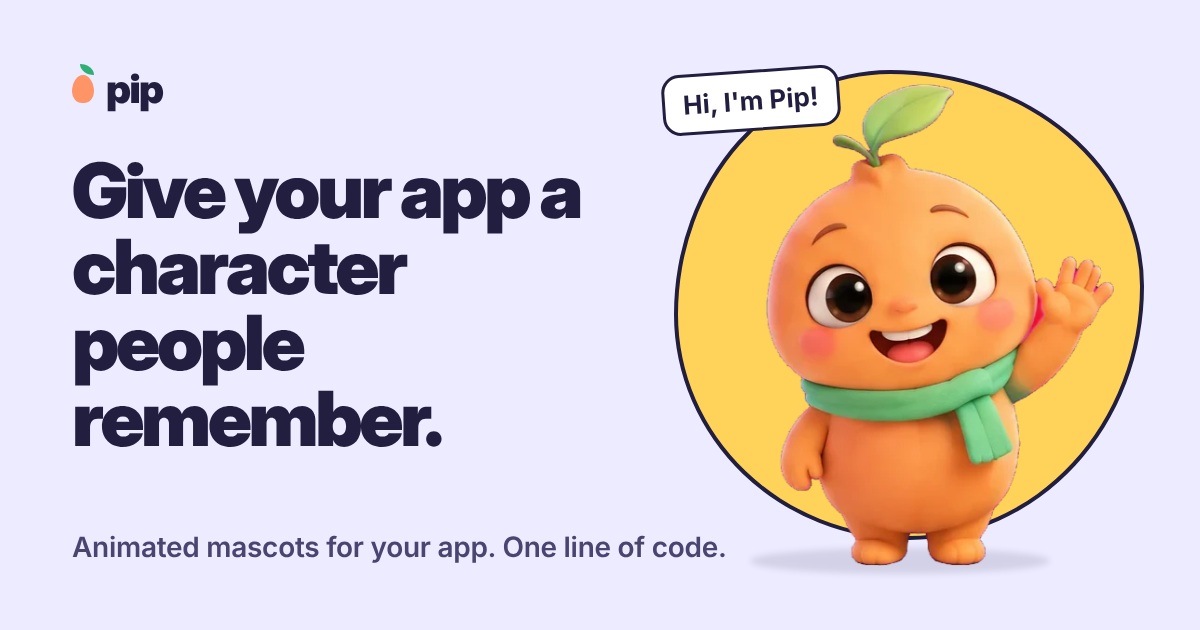 pip
Hi, I'm Pip!
Give your app a
character
people
remember.
Animated mascots for your app. One line of code.